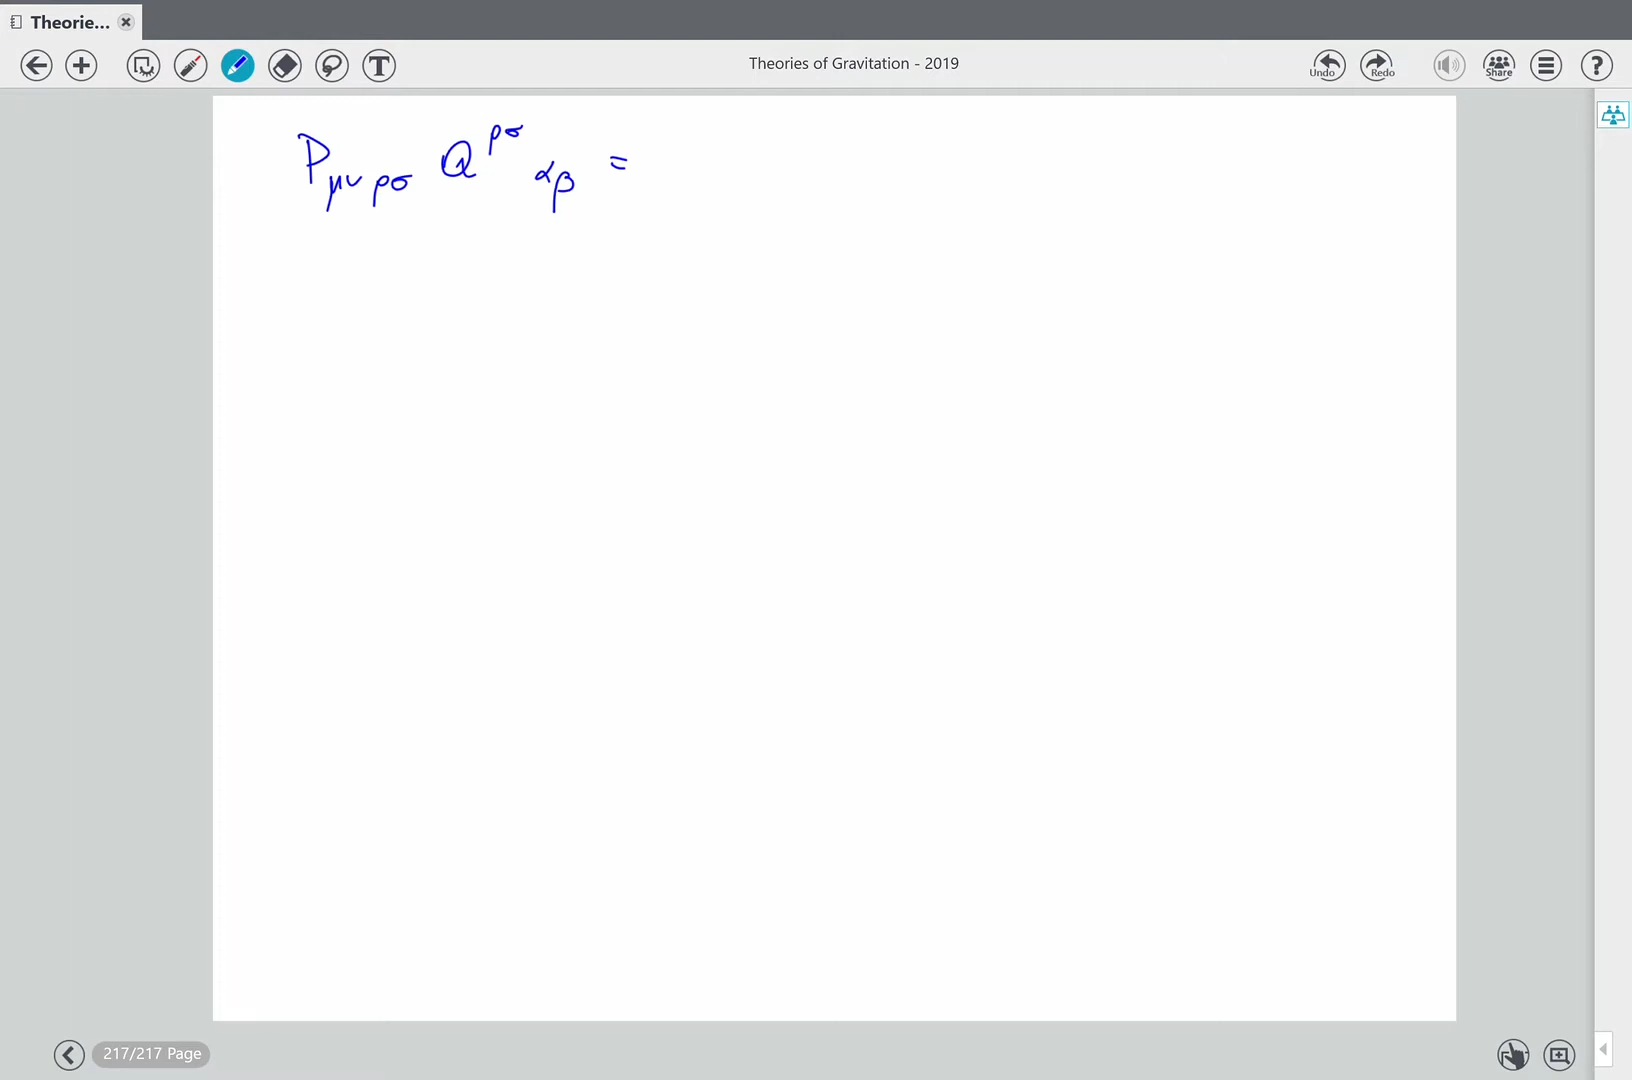 Theorie...
T
Theories of Gravitation - 2019
Undo
Redo
Share
?
P_{μν ρσ} Q^{ρσ}_{αβ} =
217/217 Page